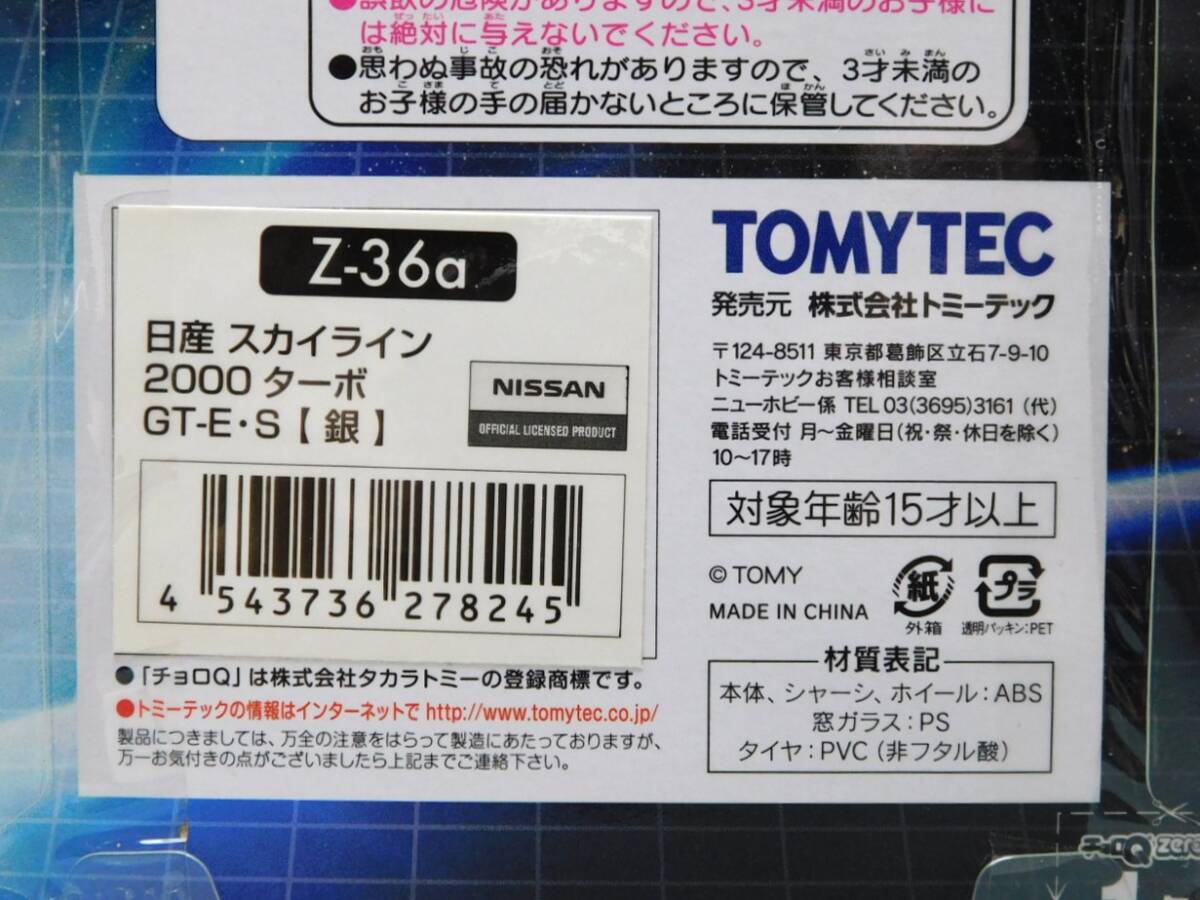 ●誤飲の危険がありますので、3才未満のお子様に
は絶対に与えないでください。
●思わぬ事故の恐れがありますので、3才未満の
お子様の手の届かないところに保管してください。
Z-36a
日産 スカイライン
2000 ターボ
GT-E・S【銀】
NISSAN
OFFICIAL LICENSED PRODUCT
4 543736 278245
●「チョロQ」は株式会社タカラトミーの登録商標です。
●トミーテックの情報はインターネットで http://www.tomytec.co.jp/
製品につきましては、万全の注意をはらって製造にあたっておりますが、
万一お気付きの点がございましたら上記までご連絡下さい。
TOMYTEC
発売元 株式会社トミーテック
〒124-8511 東京都葛飾区立石7-9-10
トミーテックお客様相談室
ニューホビー係 TEL 03(3695)3161 (代)
電話受付 月～金曜日(祝・祭・休日を除く)
10～17時
対象年齢15才以上
© TOMY
MADE IN CHINA
紙
外箱
プラ
透明パッキン:PET
材質表記
本体、シャーシ、ホイール:ABS
窓ガラス:PS
タイヤ:PVC (非フタル酸)
チョロQ zero